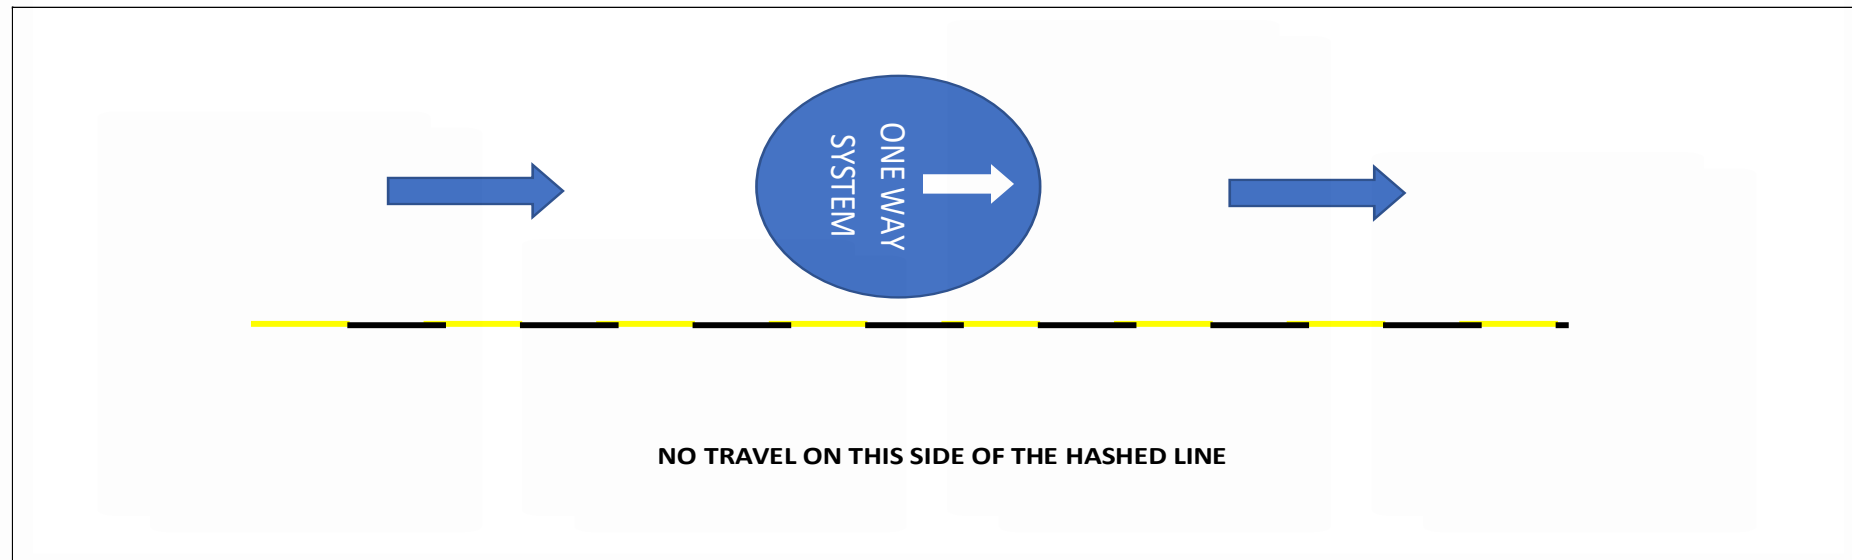 ONE WAY
SYSTEM
NO TRAVEL ON THIS SIDE OF THE HASHED LINE